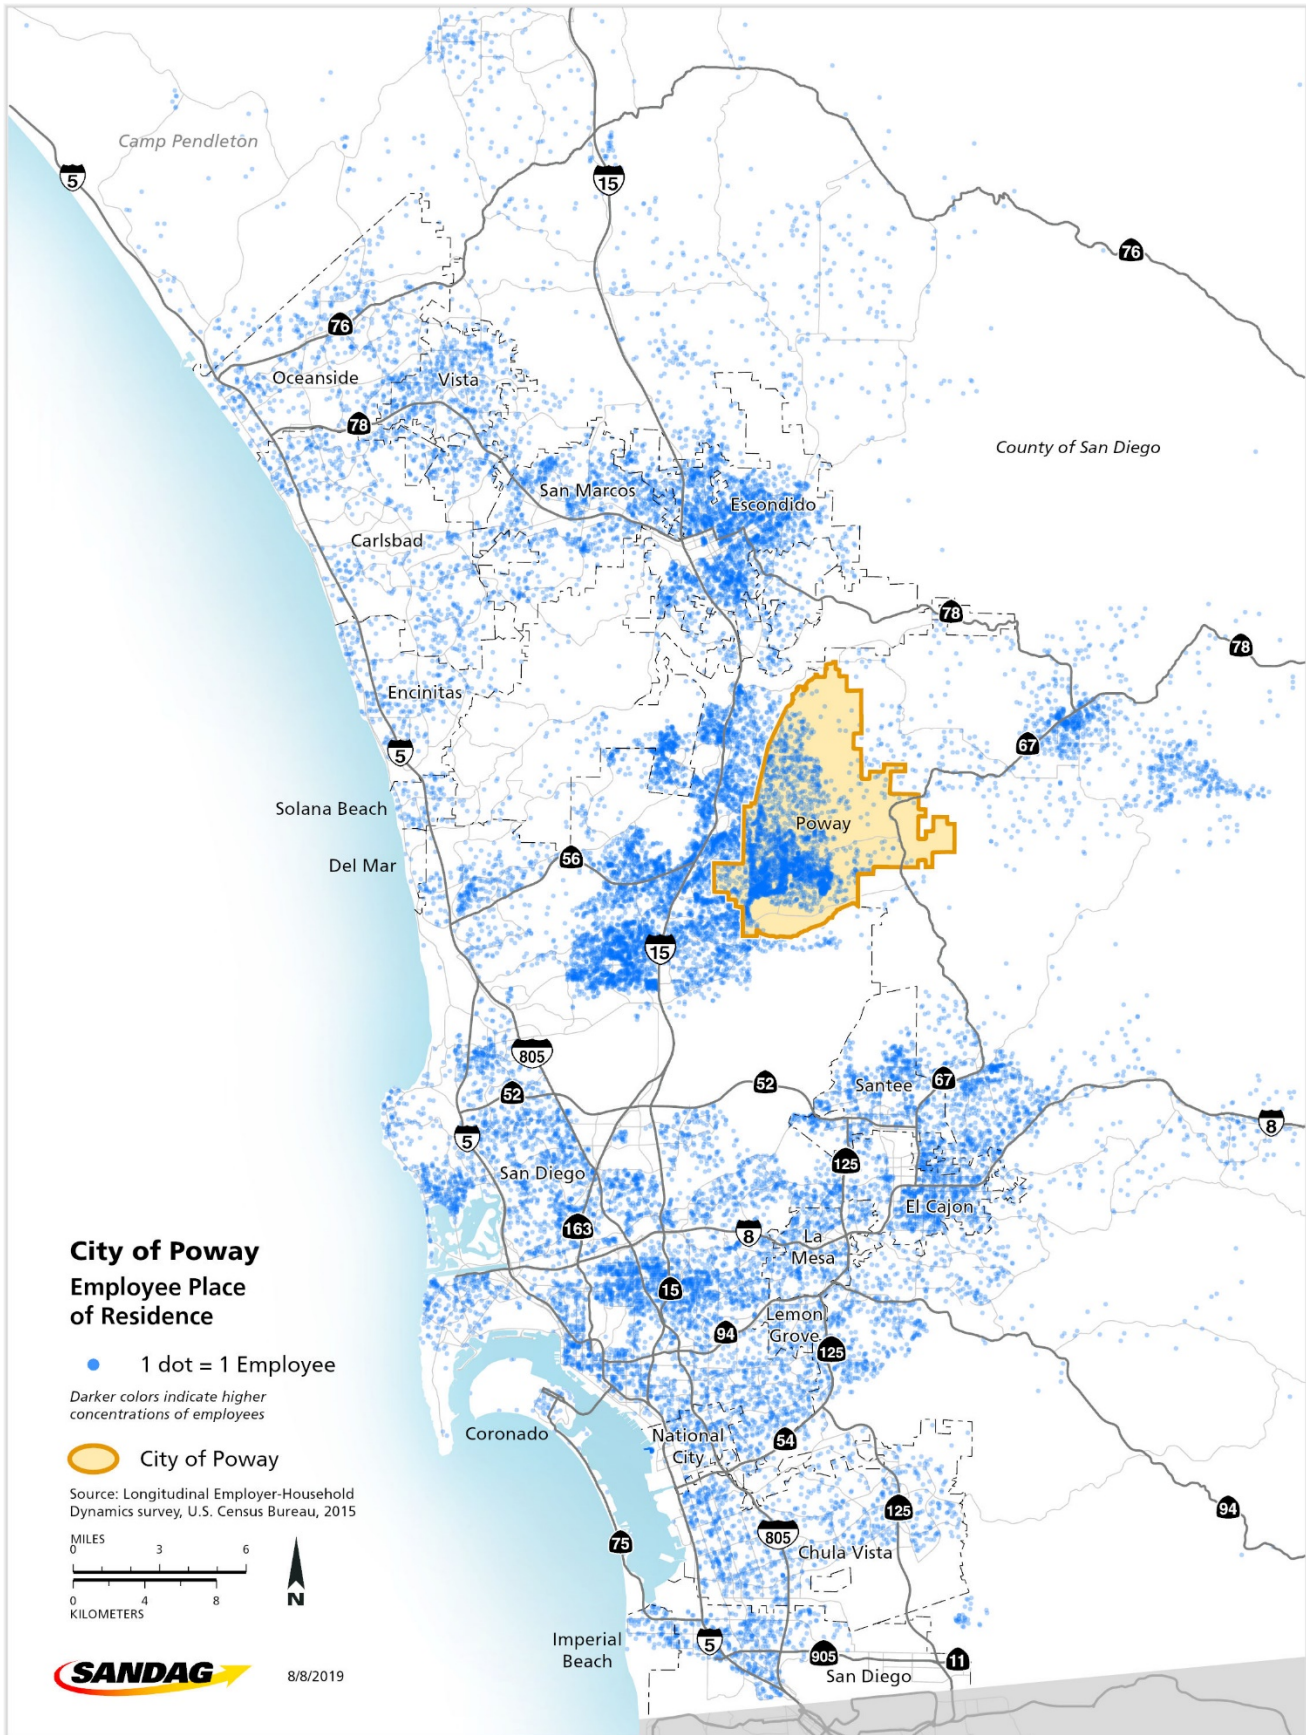 Camp Pendleton
5
15
76
76
Oceanside
Vista
78
County of San Diego
San Marcos
Escondido
Carlsbad
78
78
Encinitas
67
5
Solana Beach
Poway
56
Del Mar
15
805
52
Santee
67
52
5
8
125
San Diego
El Cajon
163
8
La
Mesa
15
94
Lemon
Grove
125
Coronado
National
City
54
125
94
75
805
Chula Vista
Imperial
Beach
5
905
San Diego
11
City of Poway
Employee Place
of Residence
1 dot = 1 Employee
Darker colors indicate higher
concentrations of employees
City of Poway
Source: Longitudinal Employer-Household
Dynamics survey, U.S. Census Bureau, 2015
MILES
0 3 6
0 4 8
KILOMETERS
N
SANDAG
8/8/2019